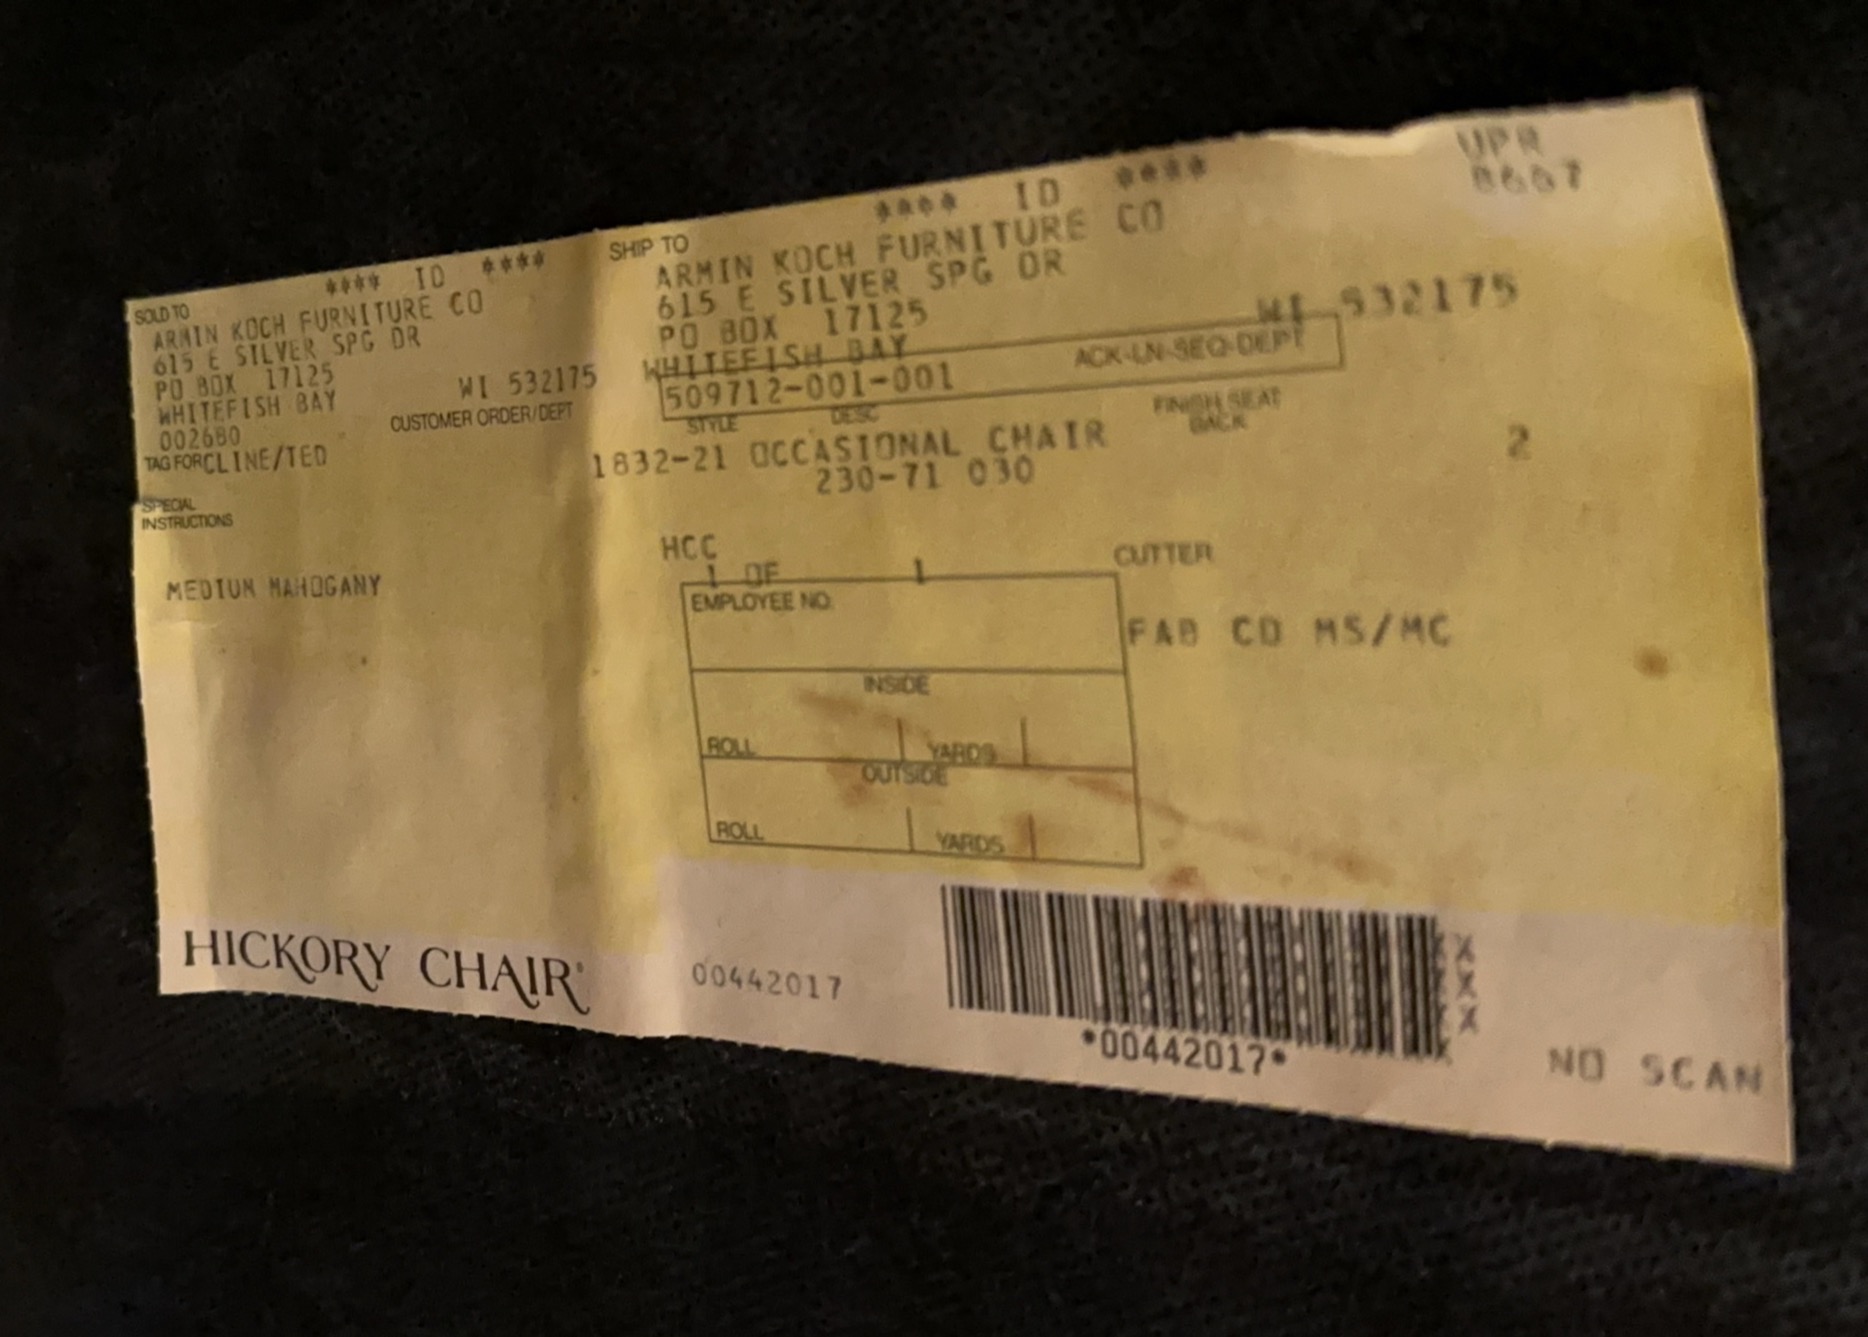 SOLD TO
**** ID ****
ARMIN KOCH FURNITURE CO
615 E SILVER SPG DR
PO BOX 17125
WHITEFISH BAY WI 532175
002680
CUSTOMER ORDER/DEPT
TAG FOR CLINE/TED
SPECIAL
INSTRUCTIONS
MEDIUM MAHOGANY
HICKORY CHAIR®
SHIP TO
**** ID ****
UPR
ARMIN KOCH FURNITURE CO
615 E SILVER SPG DR
PO BOX 17125
WHITEFISH BAY WI 532175
509712-001-001 ACK-LN-SEQ-DEPT
STYLE DESC FINISH SEAT
BACK
1832-21 OCCASIONAL CHAIR 2
230-71 030
HCC
1 OF 1
CUTTER
EMPLOYEE NO.
FAB CD MS/MC
INSIDE
ROLL YARDS
OUTSIDE
ROLL YARDS
00442017
*00442017*
XXX
NO SCAN